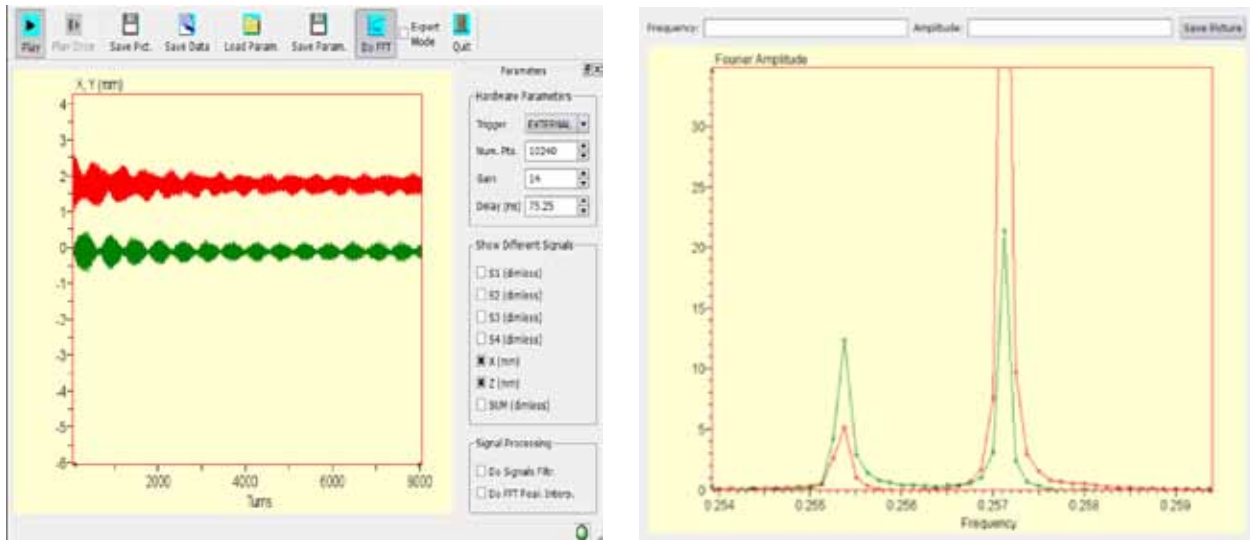 Play
Play Once
Save Pict.
Save Data
Load Param.
Save Param.
Do FFT
Expert Mode
Quit
X, Y (mm)
4
3
2
1
0
-1
-2
-3
-4
-5
-6
2000 4000 6000 8000
Turns
Parameters
Hardware Parameters
Trigger EXTERNAL
Num. Pts. 10240
Gain 14
Delay (ns) 75.25
Show Different Signals
S1 (dimless)
S2 (dimless)
S3 (dimless)
S4 (dimless)
X (mm)
Z (mm)
SUM (dimless)
Signal Processing
Do Signals Filtr.
Do FFT Peak Interp.
Frequency: Amplitude: Save Picture
Fourier Amplitude
30
25
20
15
10
5
0
0.254 0.255 0.256 0.257 0.258 0.259
Frequency